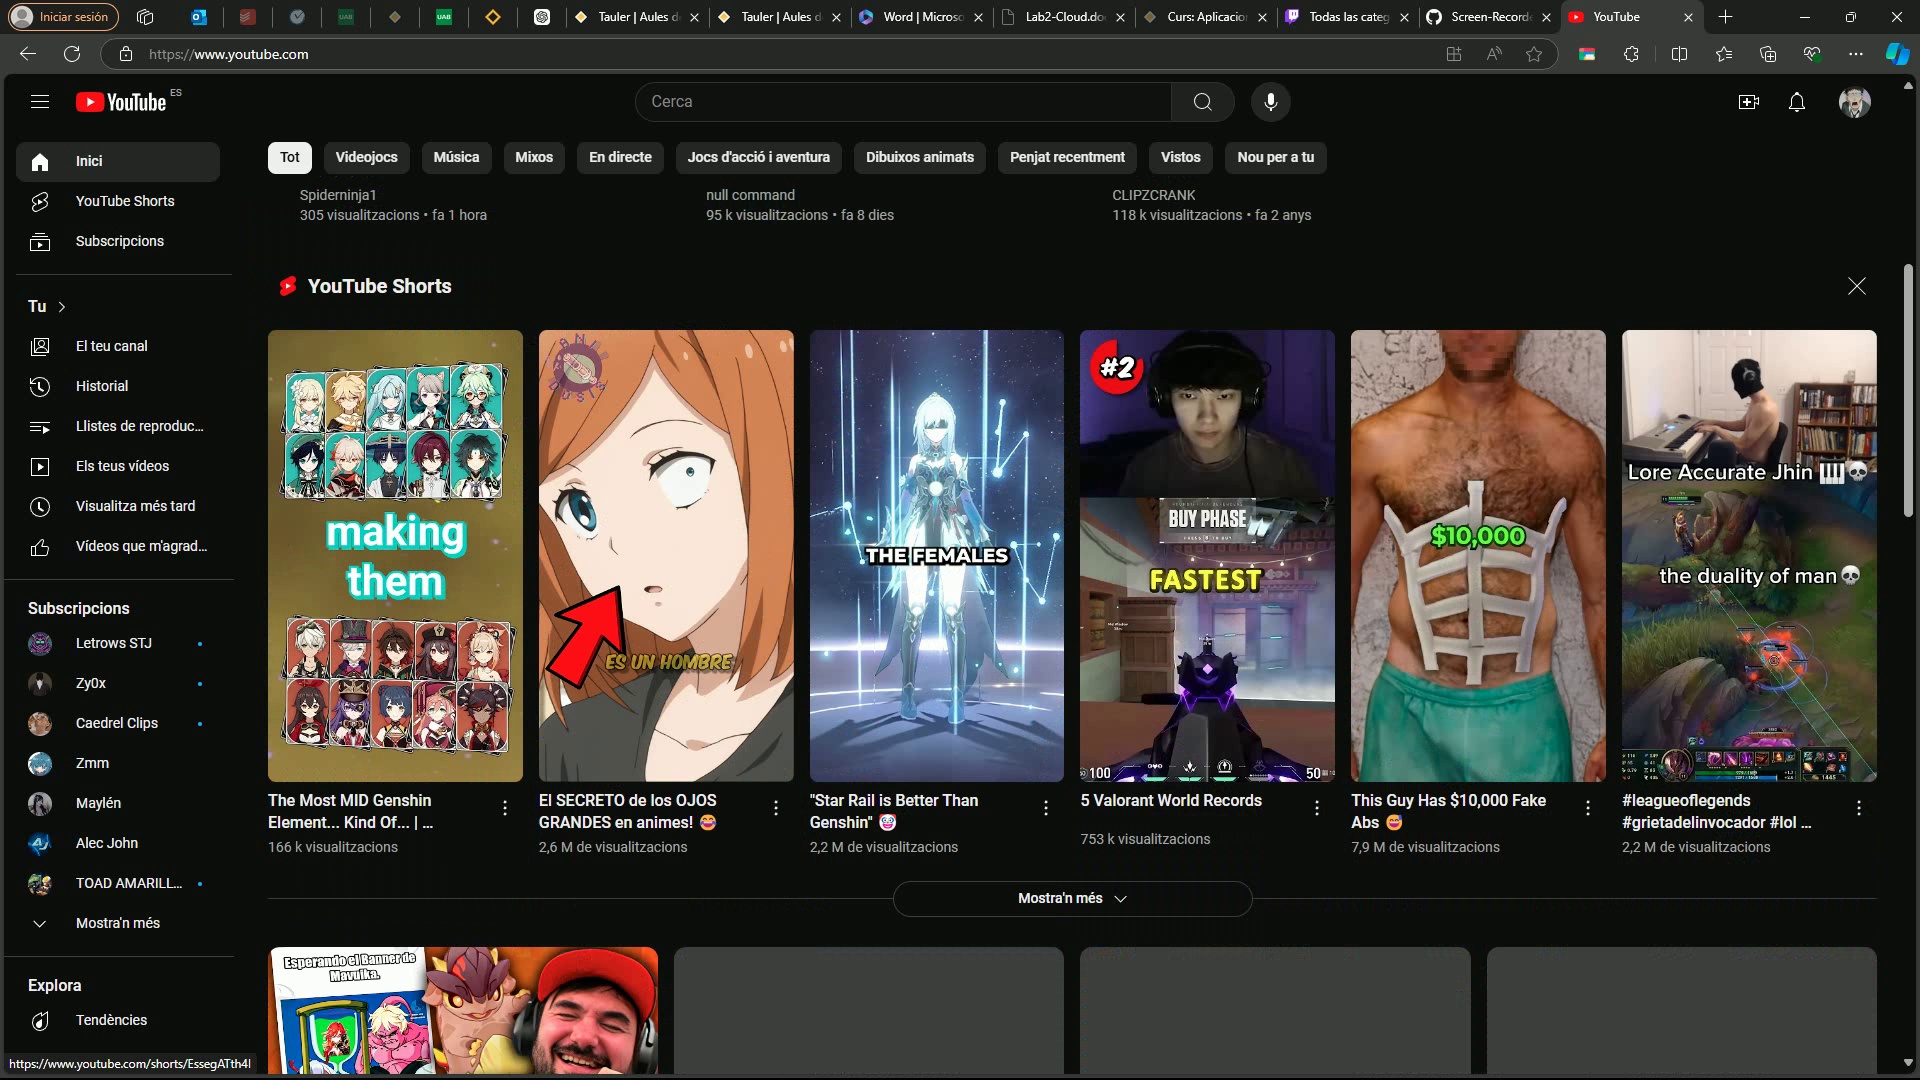 Iniciar sesión
Tauler | Aules d
Tauler | Aules d
Word | Micros
Lab2-Cloud.do
Curs: Aplicacio
Todas las categ
Screen-Record
YouTube
https://www.youtube.com
YouTube ES
Cerca
Tot
Videojocs
Música
Mixos
En directe
Jocs d'acció i aventura
Dibuixos animats
Penjat recentment
Vistos
Nou per a tu
Inici
YouTube Shorts
Subscripcions
Tu
El teu canal
Historial
Llistes de reproduc...
Els teus vídeos
Visualitza més tard
Vídeos que m'agrad...
Subscripcions
Letrows STJ
Zy0x
Caedrel Clips
Zmm
Maylén
Alec John
TOAD AMARILL...
Mostra'n més
Explora
Tendències
https://www.youtube.com/shorts/EssegATth4I
Spiderninja1
305 visualitzacions • fa 1 hora
null command
95 k visualitzacions • fa 8 dies
CLIPZCRANK
118 k visualitzacions • fa 2 anys
YouTube Shorts
making
them
The Most MID Genshin
Element... Kind Of... | ...
166 k visualitzacions
ES UN HOMBRE
El SECRETO de los OJOS
GRANDES en animes! 😂
2,6 M de visualitzacions
THE FEMALES
"Star Rail is Better Than
Genshin" 🤡
2,2 M de visualitzacions
#2
BUY PHASE
FASTEST
100
50
5 Valorant World Records
753 k visualitzacions
$10,000
This Guy Has $10,000 Fake
Abs 😅
7,9 M de visualitzacions
Lore Accurate Jhin 🎹💀
the duality of man💀
1445
#leagueoflegends
#grietadelinvocador #lol ...
2,2 M de visualitzacions
Mostra'n més
Esperando el Banner de
Mavuika.